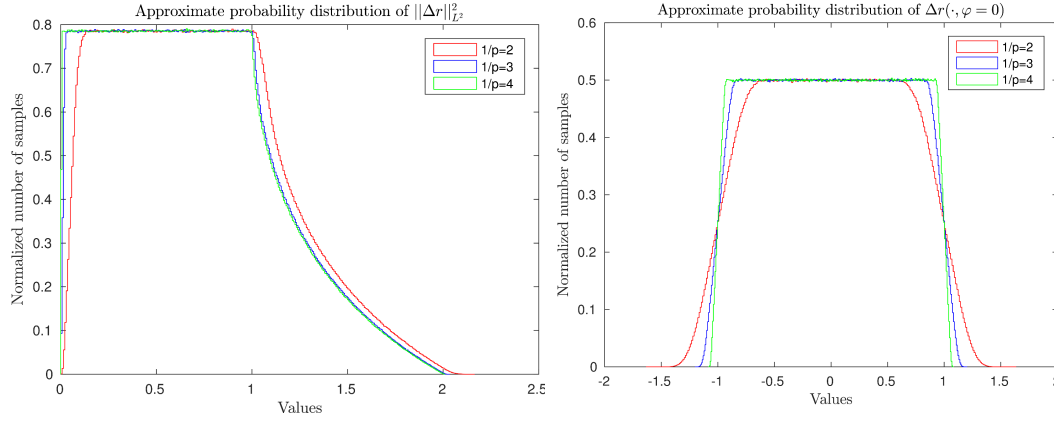 Approximate probability distribution of ||Δr||²_{L²}
0.8
0.7
0.6
0.5
0.4
0.3
0.2
0.1
0
Normalized number of samples
1/p=2
1/p=3
1/p=4
0 0.5 1 1.5 2 2.5
Values
Approximate probability distribution of Δr(·, φ = 0)
0.6
0.5
0.4
0.3
0.2
0.1
0
Normalized number of samples
1/p=2
1/p=3
1/p=4
-2 -1.5 -1 -0.5 0 0.5 1 1.5 2
Values